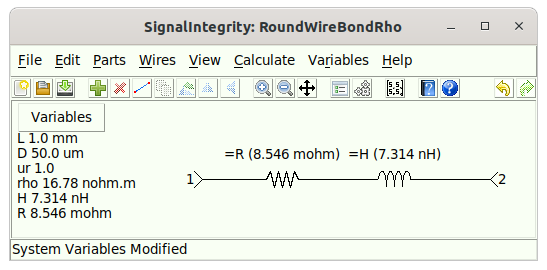 SignalIntegrity: RoundWireBondRho
File Edit Parts Wires View Calculate Variables Help
Variables
L 1.0 mm
D 50.0 um
ur 1.0
rho 16.78 nohm.m
H 7.314 nH
R 8.546 mohm
=R (8.546 mohm) =H (7.314 nH)
1 2
System Variables Modified